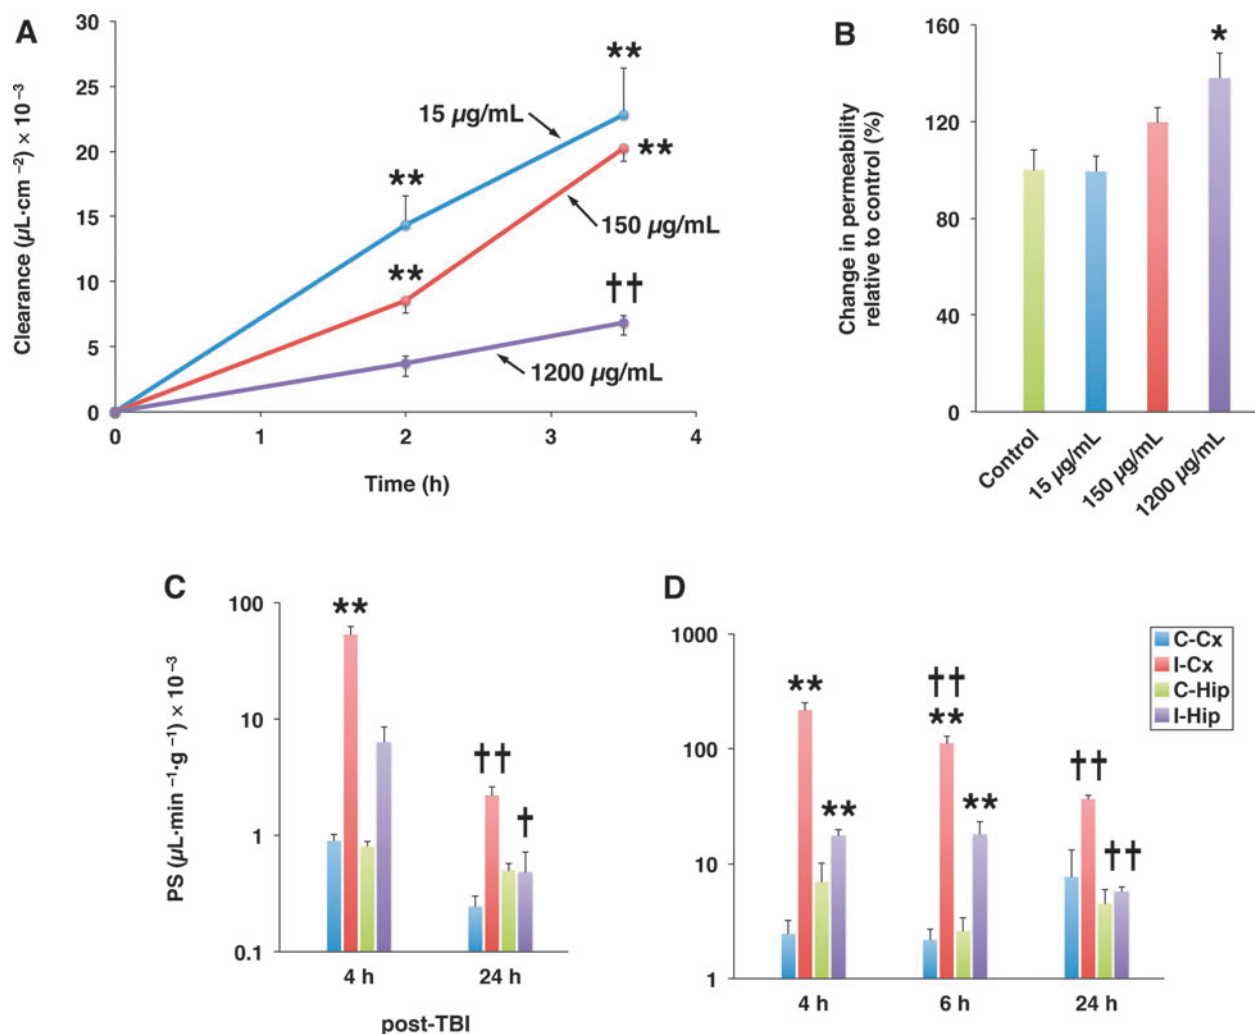 A
Clearance (µL·cm⁻²) × 10⁻³
30
25
20
15
10
5
0
0 1 2 3 4
Time (h)
15 µg/mL
150 µg/mL
1200 µg/mL
**
**
**
**
††
B
Change in permeability
relative to control (%)
160
120
80
40
0
*
Control
15 µg/mL
150 µg/mL
1200 µg/mL
C
PS (µL·min⁻¹·g⁻¹) × 10⁻³
100
10
1
0.1
**
††
†
4 h 24 h
post-TBI
D
1000
100
10
1
**
**
††
**
**
††
††
4 h 6 h 24 h
C-Cx
I-Cx
C-Hip
I-Hip